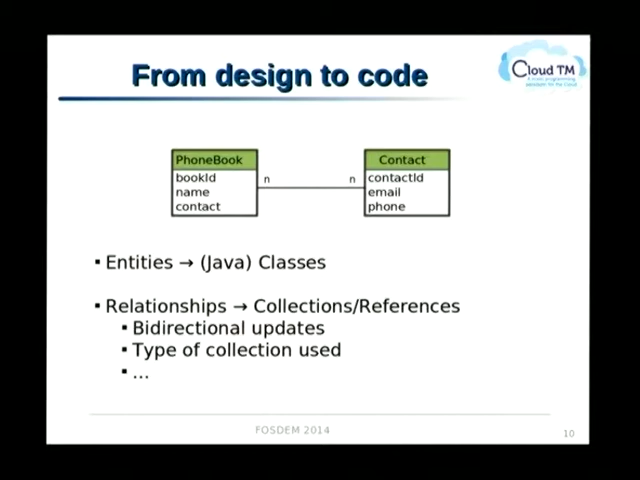 From design to code
Cloud TM
PhoneBook
bookId
name
contact
n
n
Contact
contactId
email
phone
▪ Entities → (Java) Classes
▪ Relationships → Collections/References
▪ Bidirectional updates
▪ Type of collection used
▪ ...
FOSDEM 2014
10